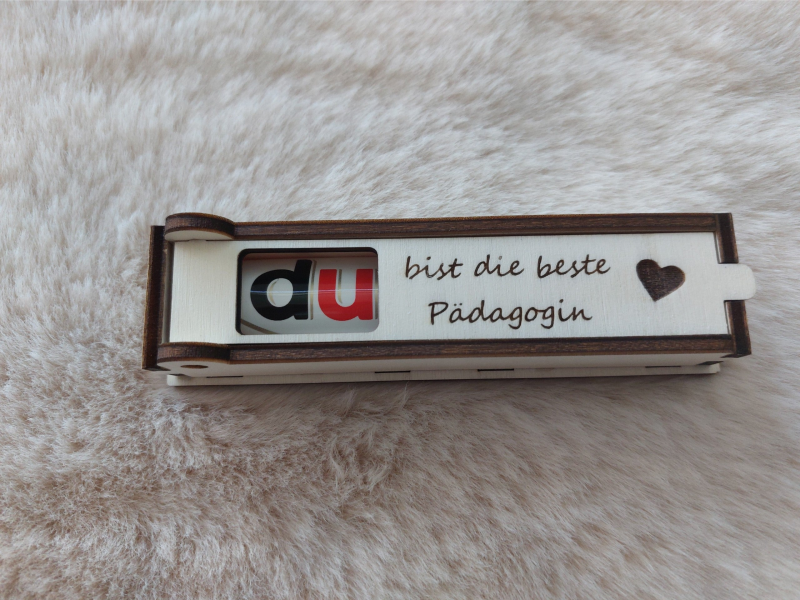 du
bist die beste
Pädagogin